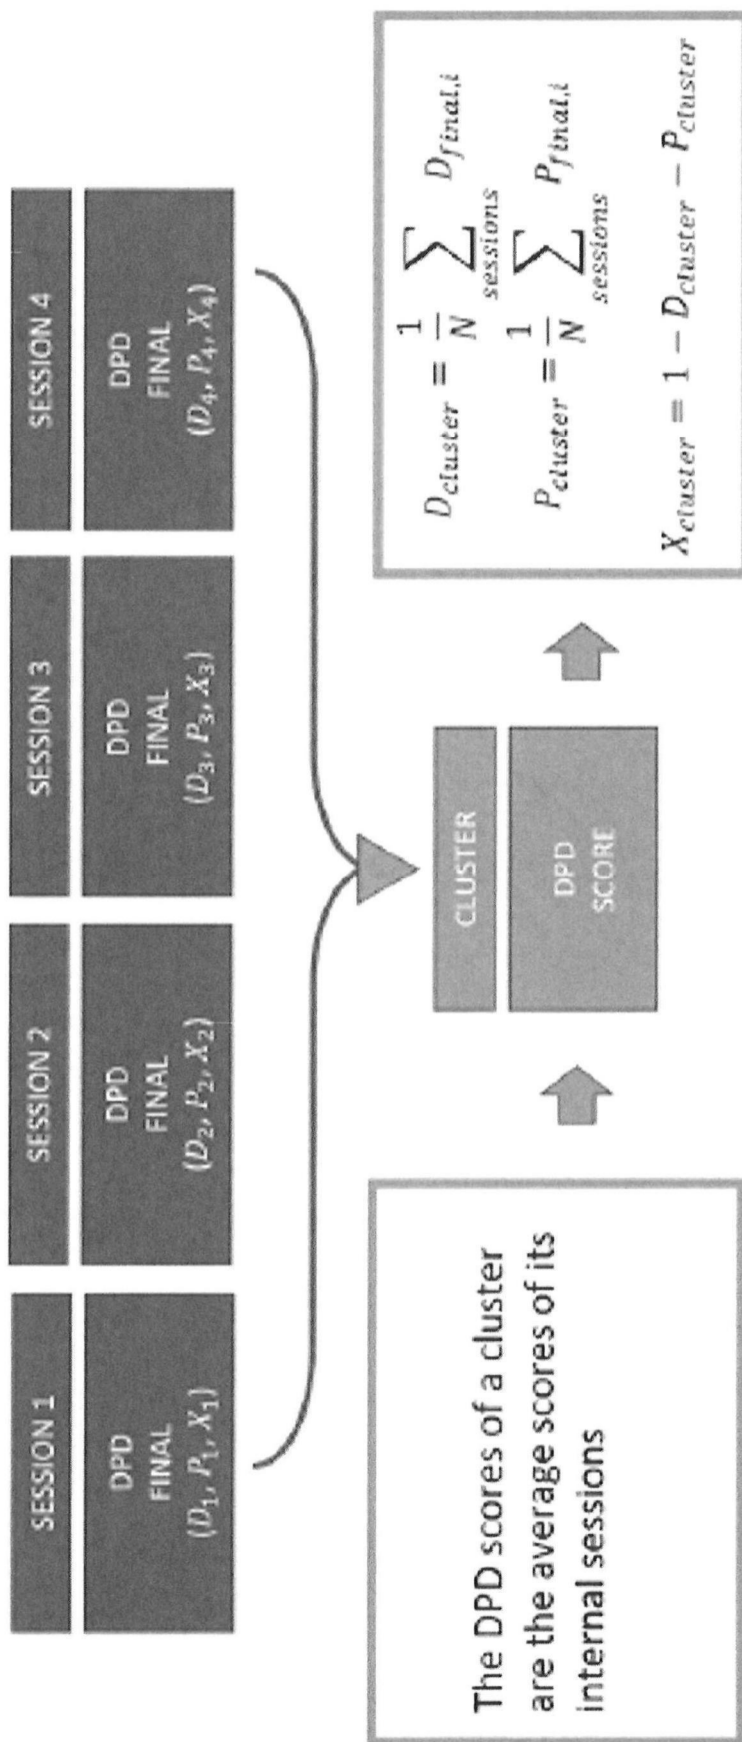 SESSION 1
DPD
FINAL
(D₁, P₁, X₁)
SESSION 2
DPD
FINAL
(D₂, P₂, X₂)
SESSION 3
DPD
FINAL
(D₃, P₃, X₃)
SESSION 4
DPD
FINAL
(D₄, P₄, X₄)
The DPD scores of a cluster
are the average scores of its
internal sessions
CLUSTER
DPD
SCORE
D_cluster = 1/N ∑_sessions D_final,i
P_cluster = 1/N ∑_sessions P_final,i
X_cluster = 1 − D_cluster − P_cluster